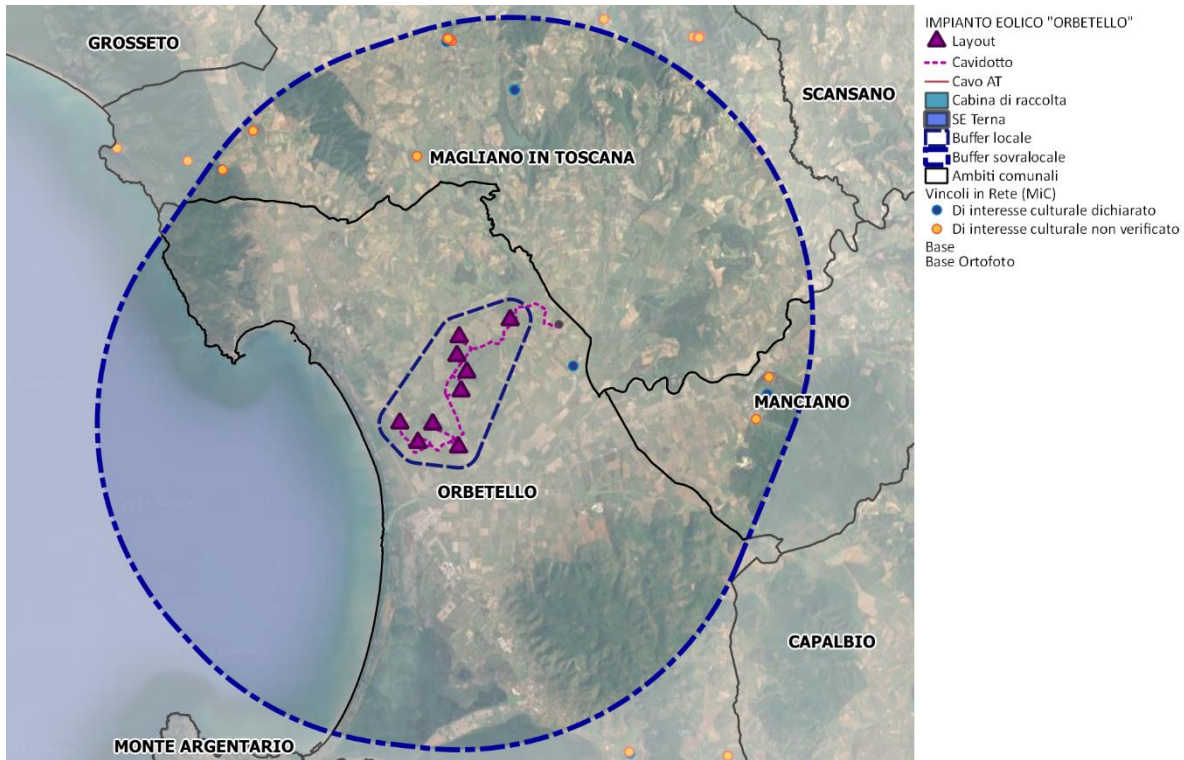 GROSSETO
SCANSANO
MAGLIANO IN TOSCANA
MANCIANO
ORBETELLO
CAPALBIO
MONTE ARGENTARIO
IMPIANTO EOLICO "ORBETELLO"
Layout
Cavidotto
Cavo AT
Cabina di raccolta
SE Terna
Buffer locale
Buffer sovralocale
Ambiti comunali
Vincoli in Rete (MiC)
Di interesse culturale dichiarato
Di interesse culturale non verificato
Base
Base Ortofoto